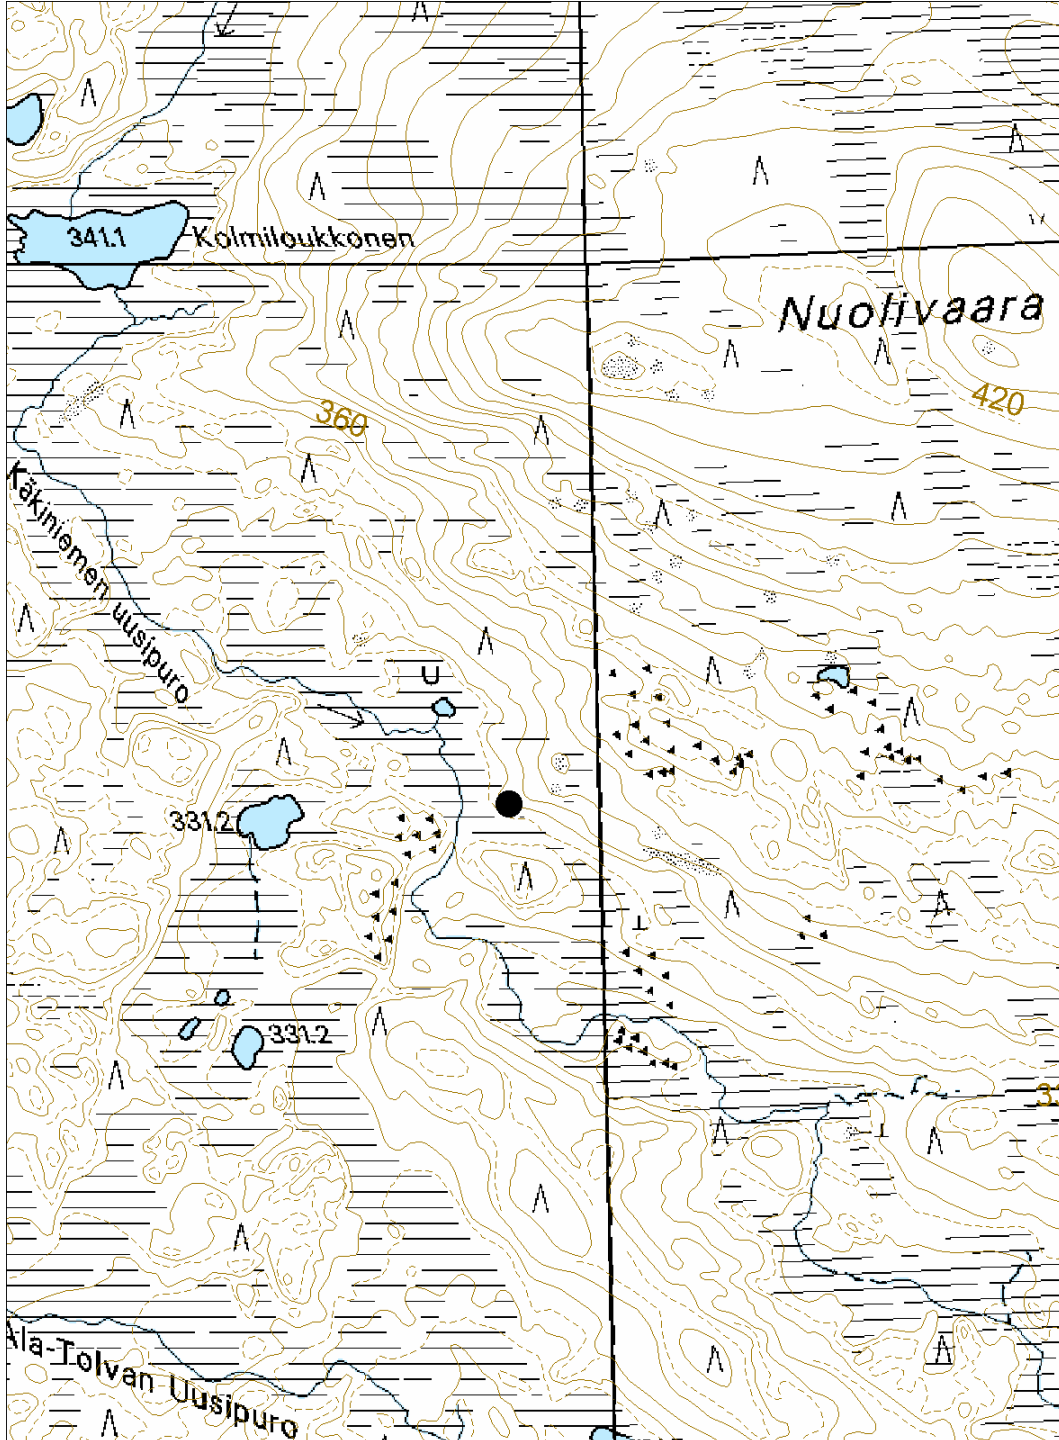 341.1
Kolmiloukkonen
Nuolivaara
420
360
Käkiniemen uusipuro
U
331.2
331.2
Ala-Tolvan Uusipuro